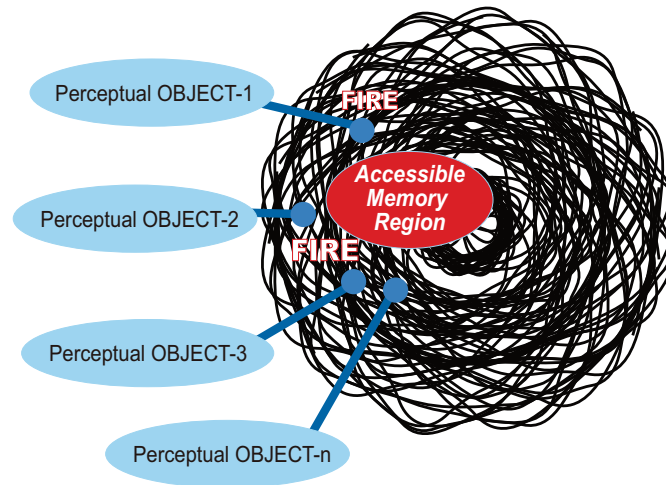 Perceptual OBJECT-1
FIRE
Accessible
Memory
Region
Perceptual OBJECT-2
FIRE
Perceptual OBJECT-3
Perceptual OBJECT-n